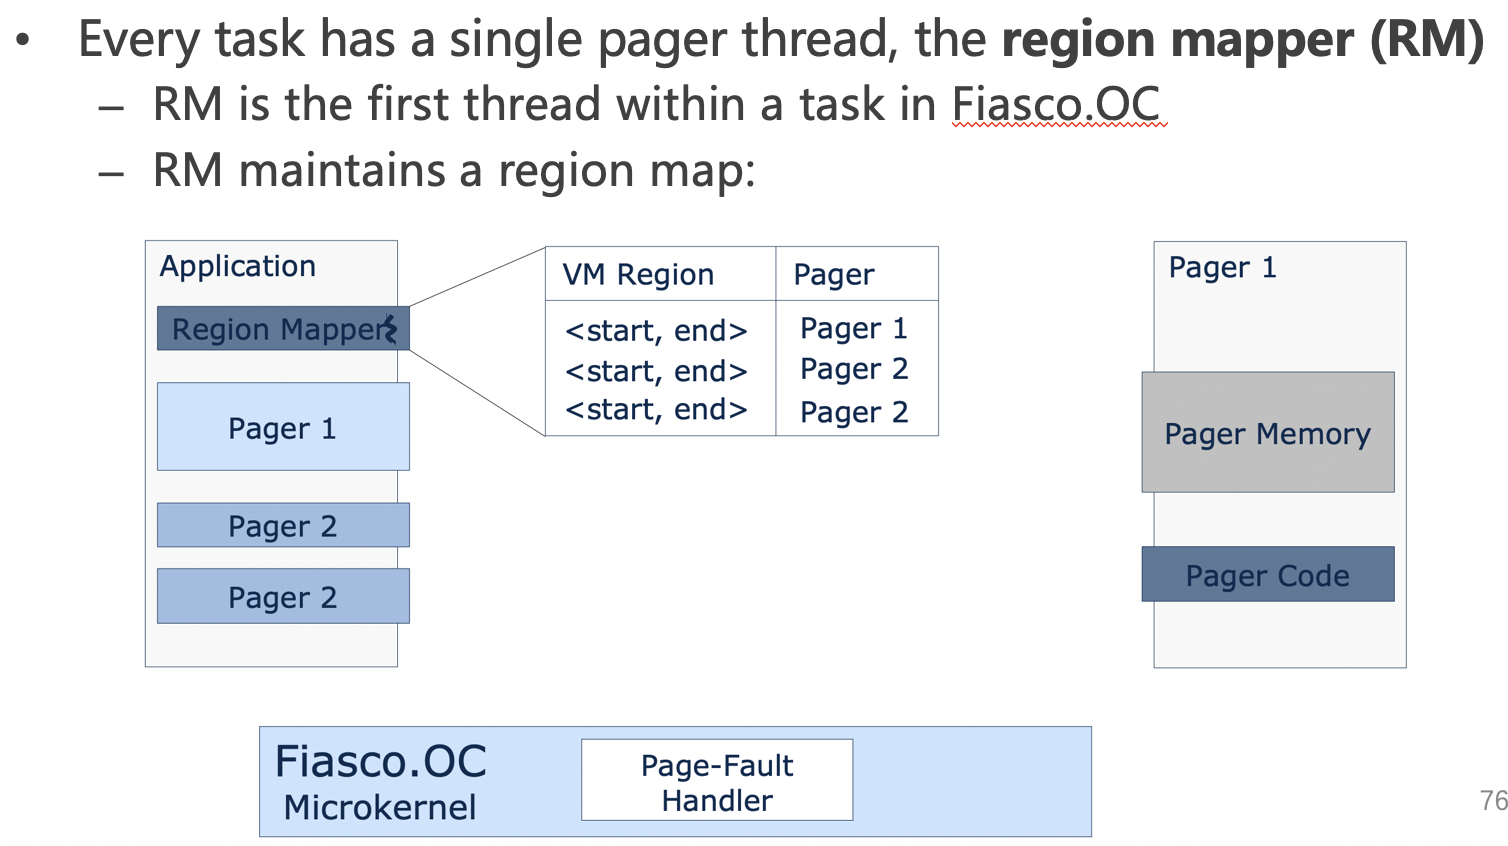 • Every task has a single pager thread, the region mapper (RM)
– RM is the first thread within a task in Fiasco.OC
– RM maintains a region map:
Application
Region Mapper
Pager 1
Pager 2
Pager 2
VM Region Pager
<start, end> Pager 1
<start, end> Pager 2
<start, end> Pager 2
Pager 1
Pager Memory
Pager Code
Fiasco.OC
Microkernel
Page-Fault
Handler
76